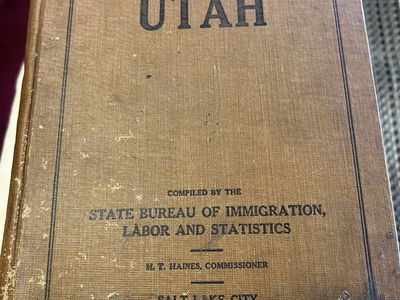 UTAH
COMPILED BY THE
STATE BUREAU OF IMMIGRATION,
LABOR AND STATISTICS
H. T. HAINES, COMMISSIONER
SALT LAKE CITY